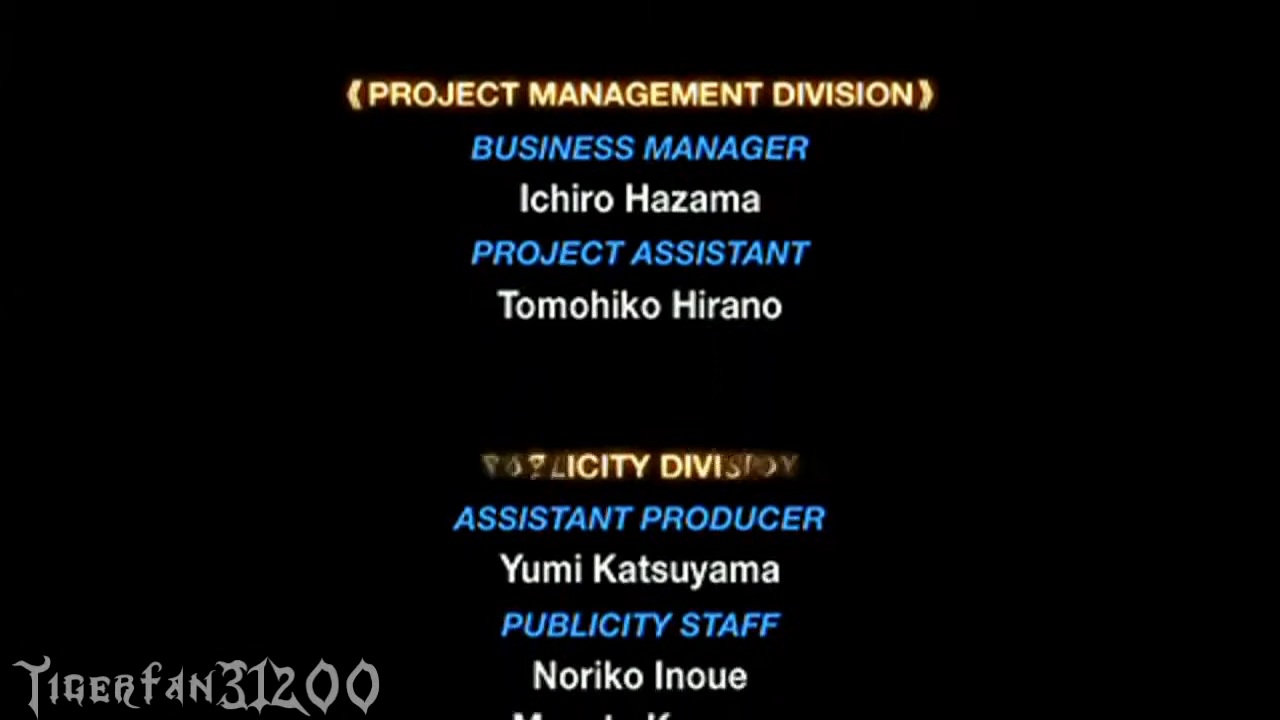 《PROJECT MANAGEMENT DIVISION》
BUSINESS MANAGER
Ichiro Hazama
PROJECT ASSISTANT
Tomohiko Hirano
DIVISION
ASSISTANT PRODUCER
Yumi Katsuyama
PUBLICITY STAFF
Noriko Inoue
Tigerfan31200